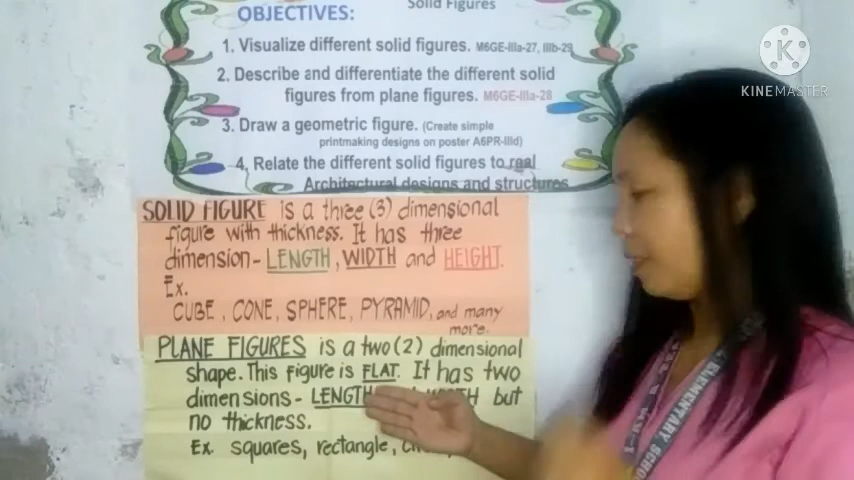 Solid Figures
OBJECTIVES:
1. Visualize different solid figures. M6GE-IIIa-27, IIIb-29
2. Describe and differentiate the different solid
figures from plane figures. M6GE-IIIa-28
3. Draw a geometric figure. (Create simple
printmaking designs on poster A6PR-IIId)
4. Relate the different solid figures to real
Architectural designs and structures
SOLID FIGURE is a three (3) dimensional
figure with thickness. It has three
dimension- LENGTH, WIDTH and HEIGHT.
Ex.
CUBE, CONE, SPHERE, PYRAMID, and many
more.
PLANE FIGURES is a two (2) dimensional
shape. This figure is FLAT. It has two
dimensions- LENGTH but
no thickness.
Ex. squares, rectangle,
KINEMASTER
ELEMENTARY SCHO